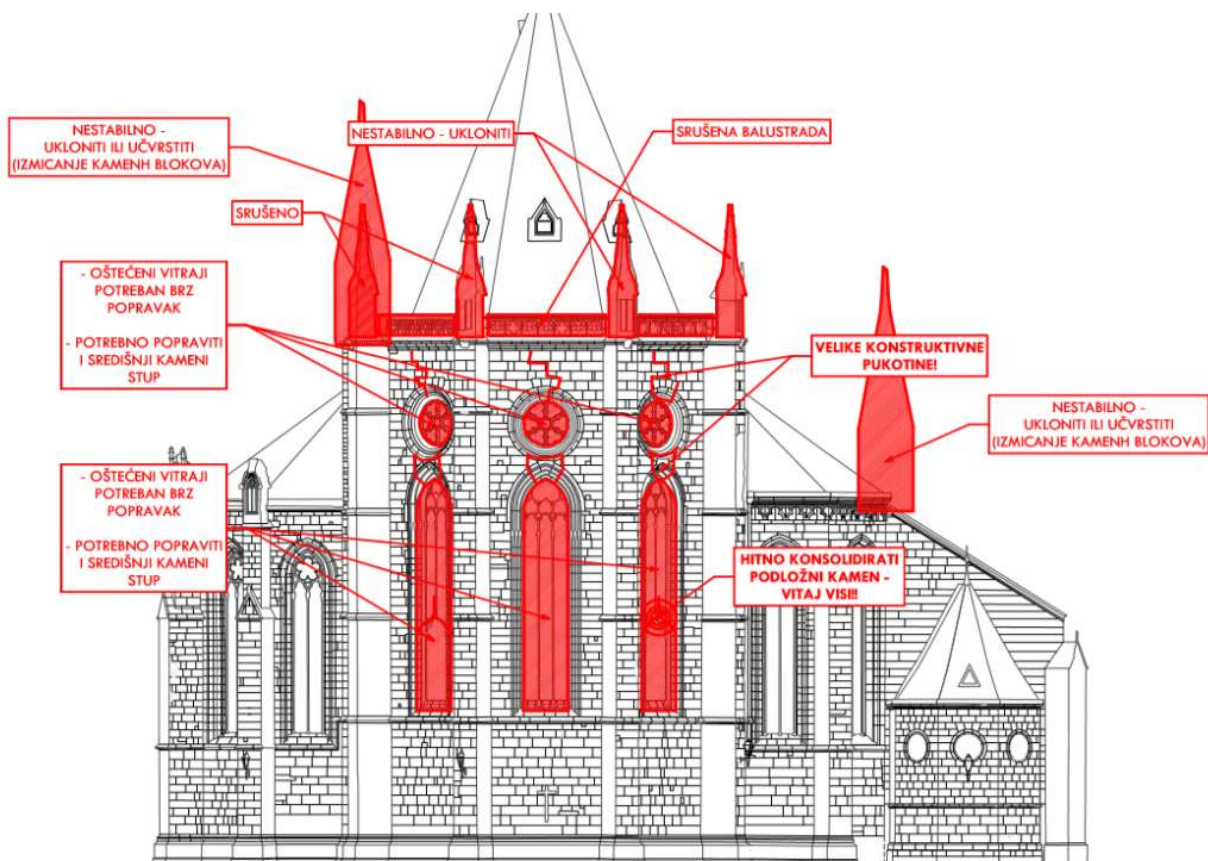 NESTABILNO -
UKLONITI ILI UČVRSTITI
(IZMICANJE KAMENH BLOKOVA)
NESTABILNO - UKLONITI
SRUŠENA BALUSTRADA
SRUŠENO
- OŠTEĆENI VITRAJI
POTREBAN BRZ
POPRAVAK
- POTREBNO POPRAVITI
I SREDIŠNJI KAMENI
STUP
VELIKE KONSTRUKTIVNE
PUKOTINE!
NESTABILNO -
UKLONITI ILI UČVRSTITI
(IZMICANJE KAMENH BLOKOVA)
- OŠTEĆENI VITRAJI
POTREBAN BRZ
POPRAVAK
- POTREBNO POPRAVITI
I SREDIŠNJI KAMENI
STUP
HITNO KONSOLIDIRATI
PODLOŽNI KAMEN -
VITAJ VISI!!